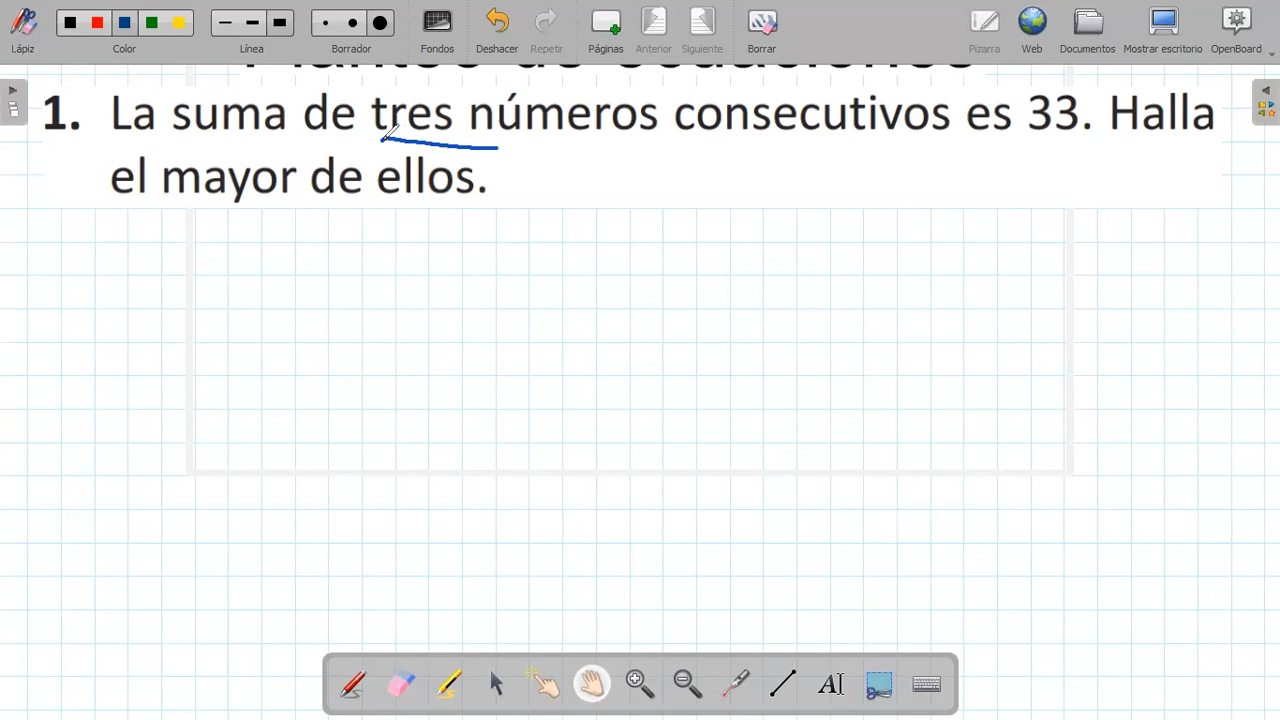 Lápiz Color Línea Borrador Fondos Deshacer Repetir Páginas Anterior Siguiente Borrar Pizarra Web Documentos Mostrar escritorio OpenBoard
1. La suma de tres números consecutivos es 33. Halla
el mayor de ellos.